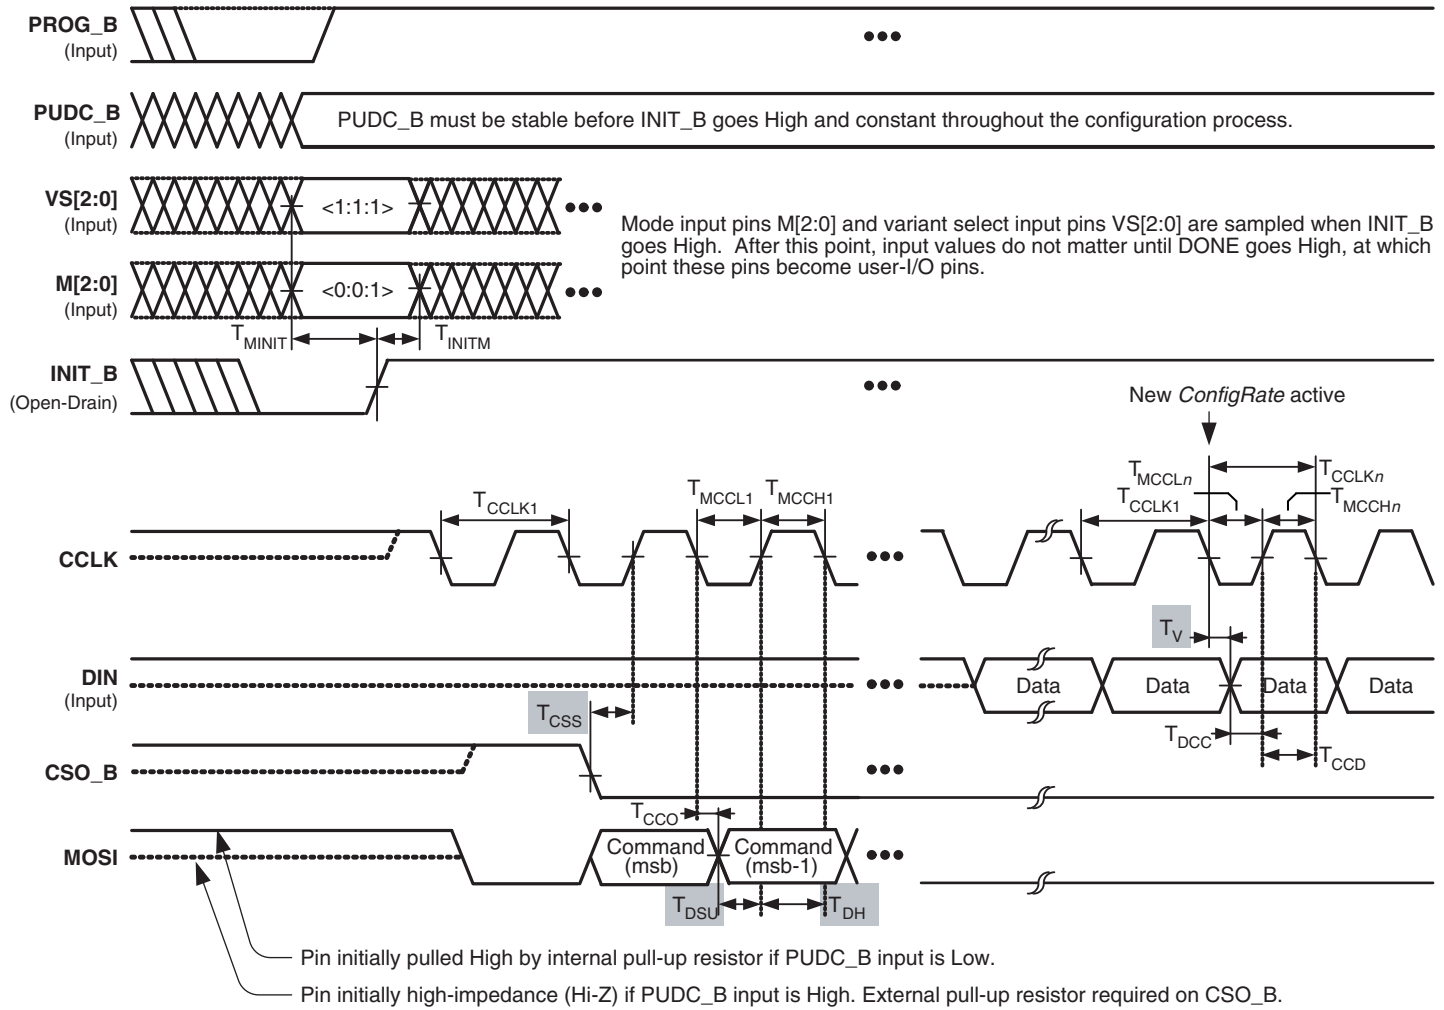 PROG_B
(Input)
PUDC_B
(Input)
PUDC_B must be stable before INIT_B goes High and constant throughout the configuration process.
VS[2:0]
(Input)
<1:1:1>
Mode input pins M[2:0] and variant select input pins VS[2:0] are sampled when INIT_B
goes High. After this point, input values do not matter until DONE goes High, at which
point these pins become user-I/O pins.
M[2:0]
(Input)
<0:0:1>
TMINIT
TINITM
INIT_B
(Open-Drain)
New ConfigRate active
TMCCLn
TCCLKn
TCCLK1
TMCCL1
TMCCH1
TCCLK1
TMCCHn
CCLK
TV
DIN
(Input)
Data
Data
Data
Data
TCSS
TDCC
TCCD
CSO_B
TCCO
MOSI
Command
(msb)
Command
(msb-1)
TDSU
TDH
Pin initially pulled High by internal pull-up resistor if PUDC_B input is Low.
Pin initially high-impedance (Hi-Z) if PUDC_B input is High. External pull-up resistor required on CSO_B.